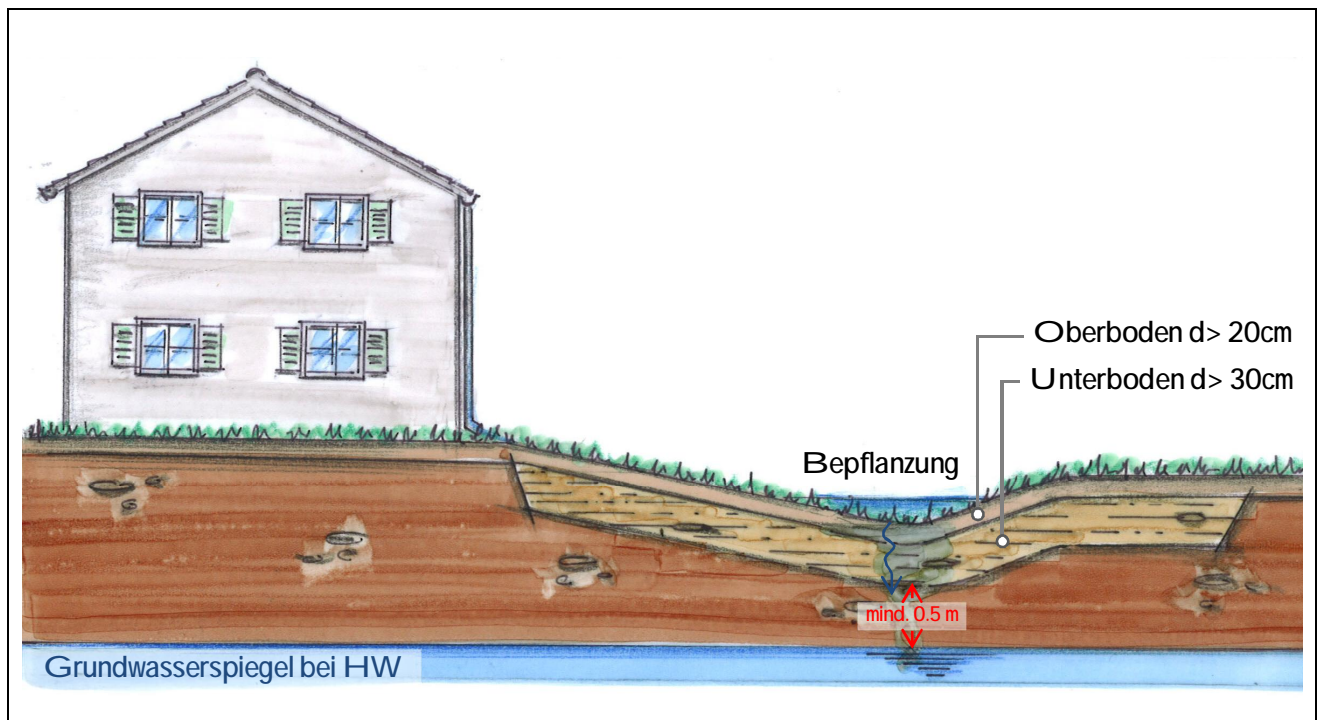 Oberboden d> 20cm
Unterboden d> 30cm
Bepflanzung
mind. 0.5 m
Grundwasserspiegel bei HW